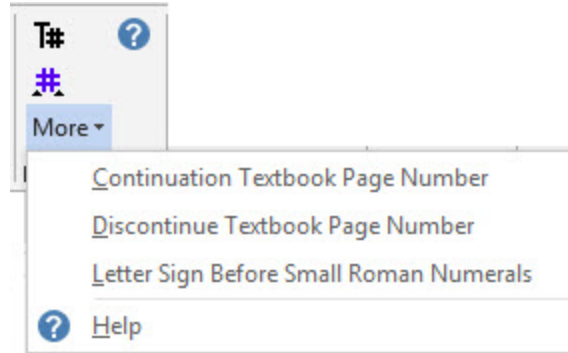 T#
?
#
More
Continuation Textbook Page Number
Discontinue Textbook Page Number
Letter Sign Before Small Roman Numerals
? Help